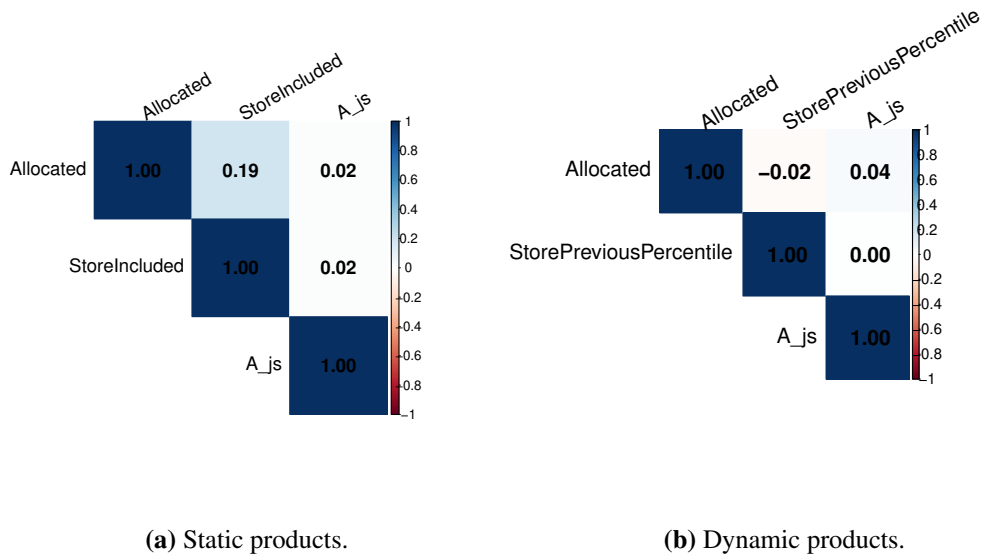 Allocated
StoreIncluded
A_js
Allocated
1.00
0.19
0.02
StoreIncluded
1.00
0.02
A_js
1.00
1
0.8
0.6
0.4
0.2
0
−0.2
−0.4
−0.6
−0.8
−1
(a) Static products.
Allocated
StorePreviousPercentile
A_js
Allocated
1.00
−0.02
0.04
StorePreviousPercentile
1.00
0.00
A_js
1.00
1
0.8
0.6
0.4
0.2
0
−0.2
−0.4
−0.6
−0.8
−1
(b) Dynamic products.